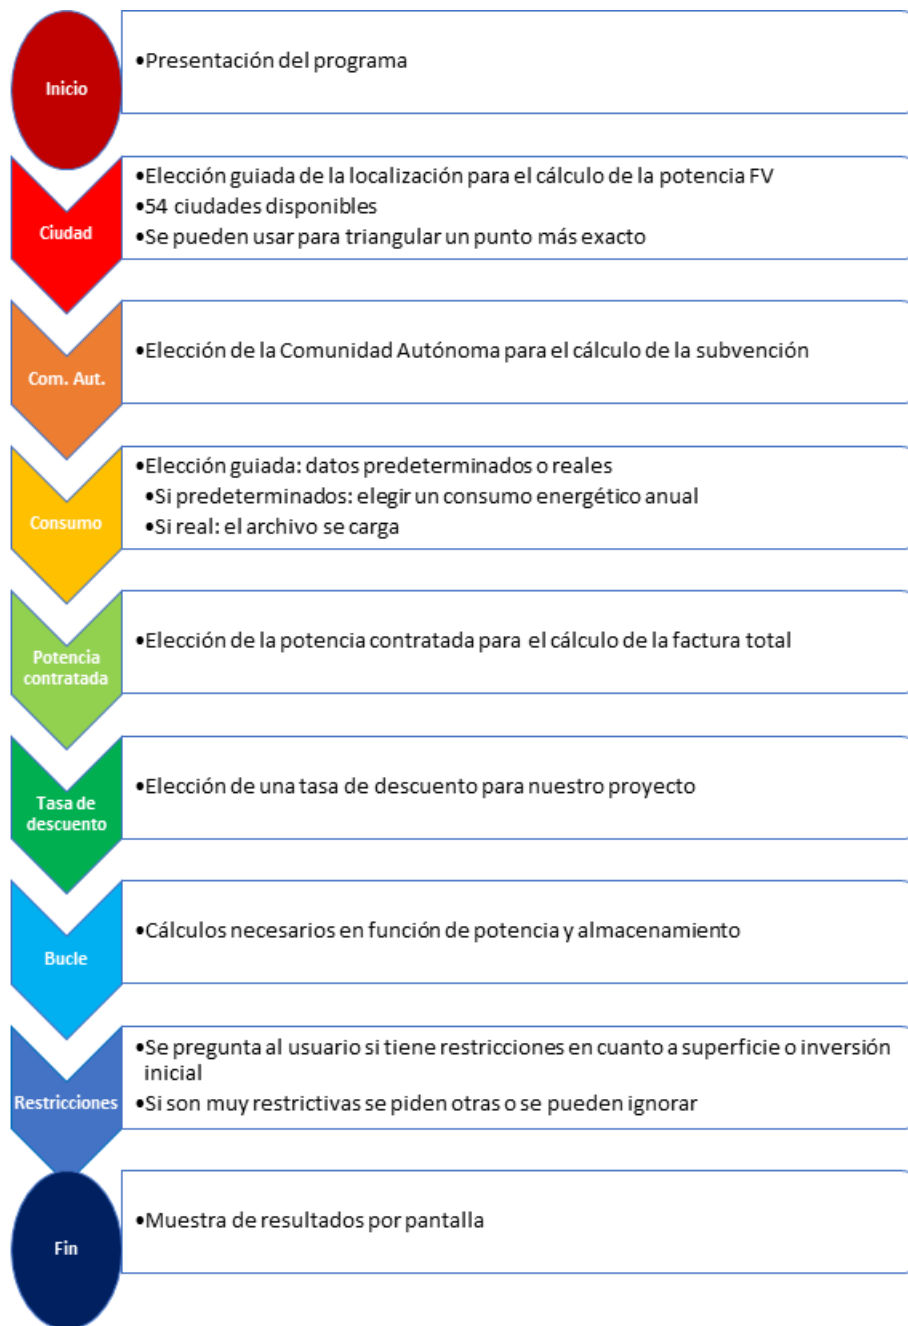 Inicio
•Presentación del programa
Ciudad
•Elección guiada de la localización para el cálculo de la potencia FV
•54 ciudades disponibles
•Se pueden usar para triangular un punto más exacto
Com. Aut.
•Elección de la Comunidad Autónoma para el cálculo de la subvención
Consumo
•Elección guiada: datos predeterminados o reales
•Si predeterminados: elegir un consumo energético anual
•Si real: el archivo se carga
Potencia
contratada
•Elección de la potencia contratada para el cálculo de la factura total
Tasa de
descuento
•Elección de una tasa de descuento para nuestro proyecto
Bucle
•Cálculos necesarios en función de potencia y almacenamiento
Restricciones
•Se pregunta al usuario si tiene restricciones en cuanto a superficie o inversión
inicial
•Si son muy restrictivas se piden otras o se pueden ignorar
Fin
•Muestra de resultados por pantalla